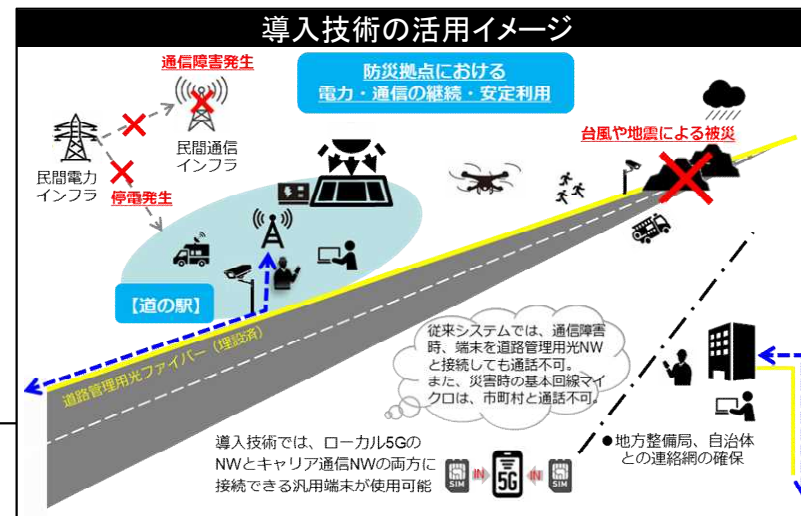 導入技術の活用イメージ
通信障害発生
防災拠点における
電力・通信の継続・安定利用
台風や地震による被災
民間通信
インフラ
民間電力
インフラ
停電発生
【道の駅】
道路管理用光ファイバー（埋設済）
従来システムでは、通信障害
時、端末を道路管理用光NW
と接続しても通話不可。
また、災害時の基本回線マイ
クロは、市町村と通話不可。
導入技術では、ローカル5Gの
NWとキャリア通信NWの両方に
接続できる汎用端末が使用可能
SIM
IN
5G
IN
SIM
●地方整備局、自治体
との連絡網の確保